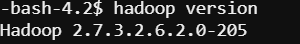 -bash-4.2$ hadoop version
Hadoop 2.7.3.2.6.2.0-205